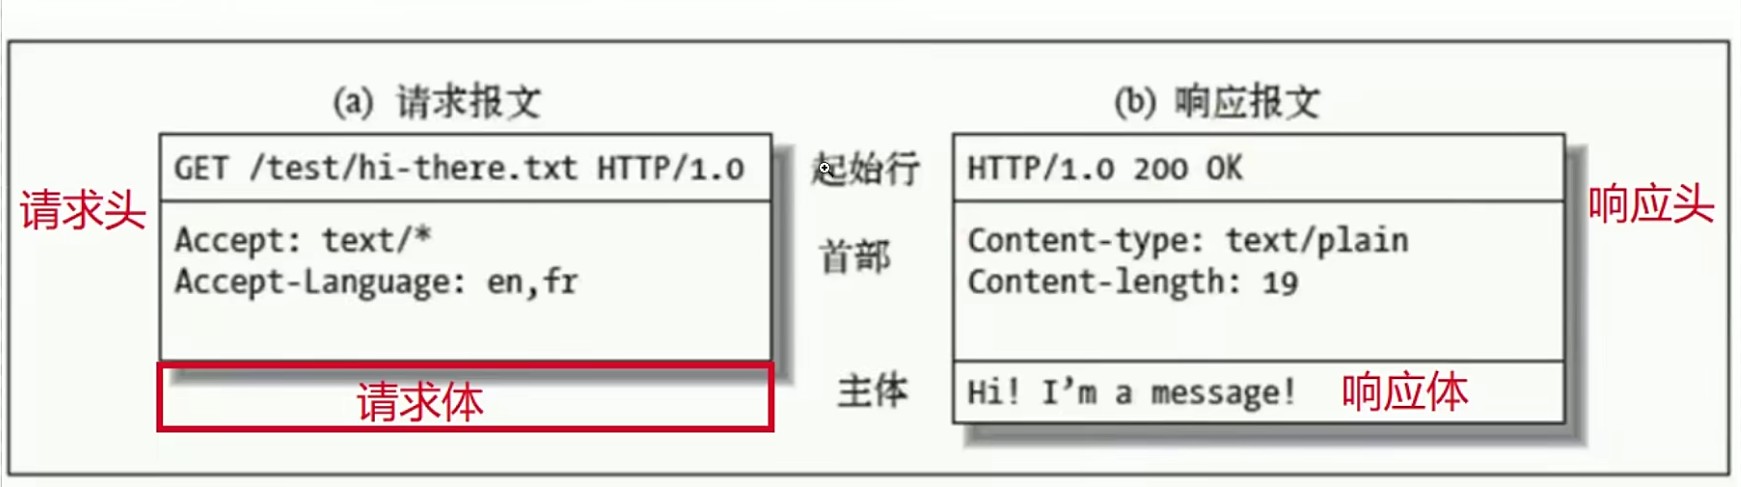 (a) 请求报文
(b) 响应报文
请求头
GET /test/hi-there.txt HTTP/1.0
Accept: text/*
Accept-Language: en,fr
请求体
起始行
首部
主体
HTTP/1.0 200 OK
Content-type: text/plain
Content-length: 19
Hi! I'm a message!
响应体
响应头